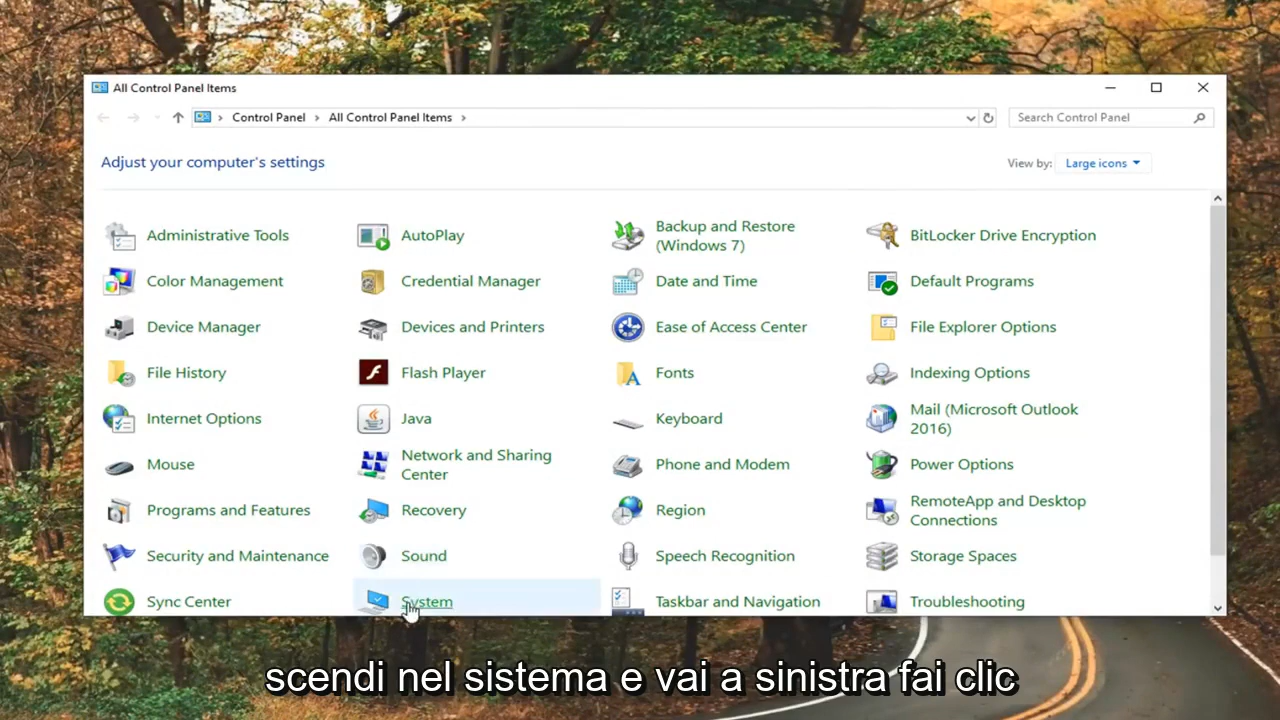 All Control Panel Items
Control Panel > All Control Panel Items >
Search Control Panel
Adjust your computer's settings
View by: Large icons
Administrative Tools
AutoPlay
Backup and Restore
(Windows 7)
BitLocker Drive Encryption
Color Management
Credential Manager
Date and Time
Default Programs
Device Manager
Devices and Printers
Ease of Access Center
File Explorer Options
File History
Flash Player
Fonts
Indexing Options
Internet Options
Java
Keyboard
Mail (Microsoft Outlook
2016)
Mouse
Network and Sharing
Center
Phone and Modem
Power Options
Programs and Features
Recovery
Region
RemoteApp and Desktop
Connections
Security and Maintenance
Sound
Speech Recognition
Storage Spaces
Sync Center
System
Taskbar and Navigation
Troubleshooting
scendi nel sistema e vai a sinistra fai clic